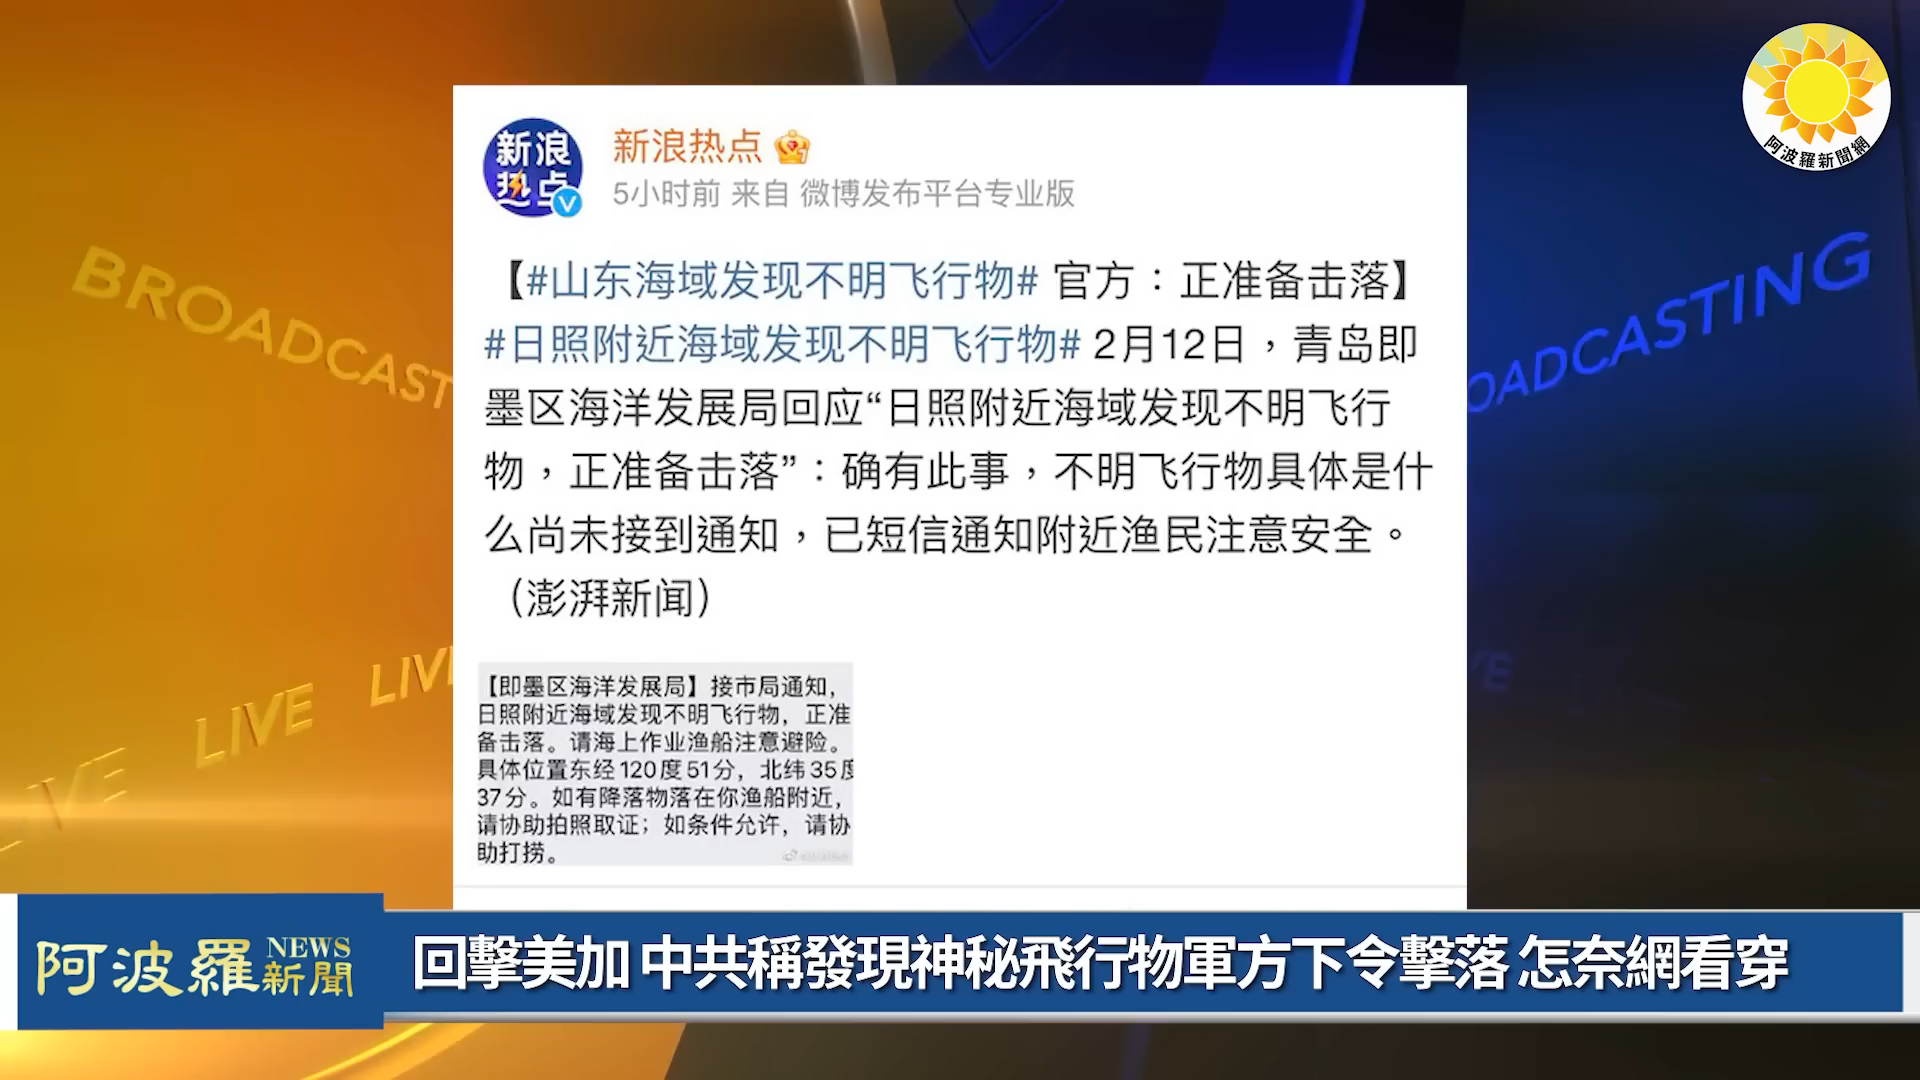 阿波羅新聞網
BROADCAST
OADCASTING
新浪
热点
新浪热点
5小时前 来自 微博发布平台专业版
【#山东海域发现不明飞行物# 官方：正准备击落】
#日照附近海域发现不明飞行物# 2月12日，青岛即
墨区海洋发展局回应“日照附近海域发现不明飞行
物，正准备击落”：确有此事，不明飞行物具体是什
么尚未接到通知，已短信通知附近渔民注意安全。
（澎湃新闻）
LIVE
LIVE
【即墨区海洋发展局】接市局通知，
日照附近海域发现不明飞行物，正准
备击落。请海上作业渔船注意避险。
具体位置东经120度51分，北纬35度
37分。如有降落物落在你渔船附近，
请协助拍照取证；如条件允许，请协
助打捞。
阿波羅 NEWS 新聞
回擊美加 中共稱發現神秘飛行物軍方下令擊落 怎奈網看穿